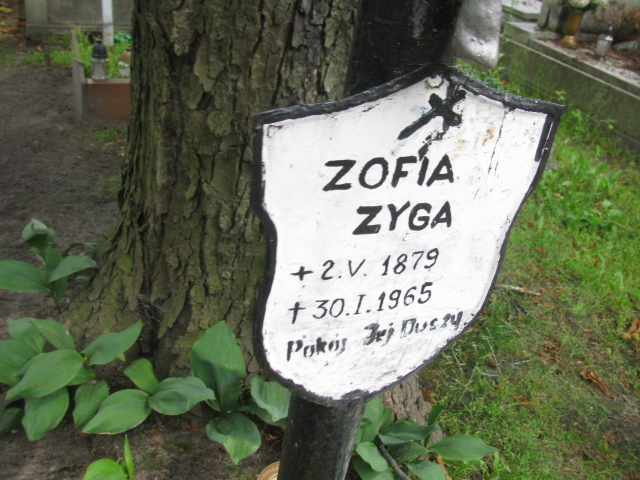 ZOFIA
ZYGA
+ 2.V. 1879
+ 30.I.1965
Pokój Jej Duszy